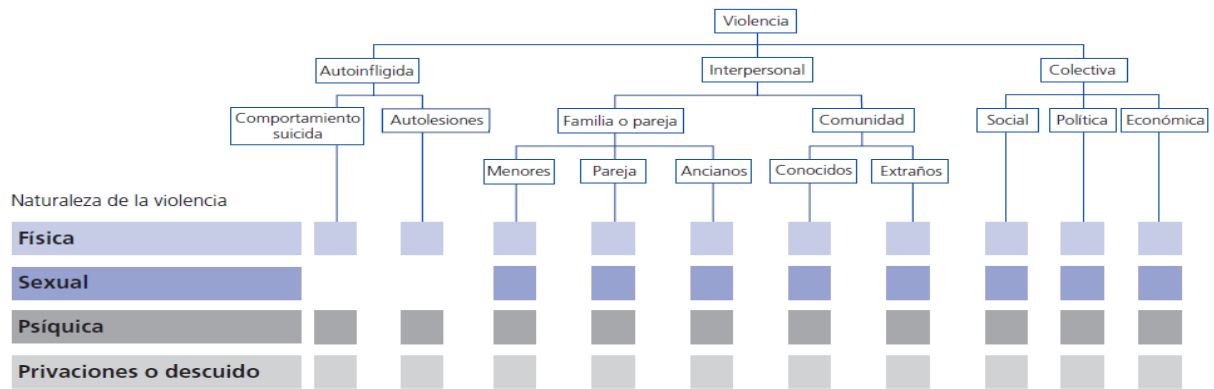 Violencia
Autoinfligida
Interpersonal
Colectiva
Comportamiento
suicida
Autolesiones
Familia o pareja
Comunidad
Social
Política
Económica
Menores
Pareja
Ancianos
Conocidos
Extraños
Naturaleza de la violencia
Física
Sexual
Psíquica
Privaciones o descuido